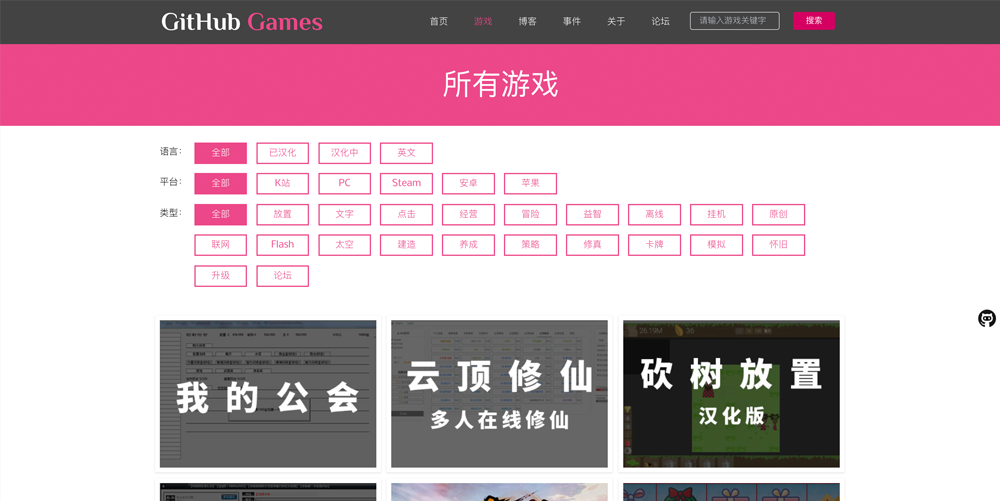 GitHub Games 首页 游戏 博客 事件 关于 论坛 请输入游戏关键字 搜索
所有游戏
语言: 全部 已汉化 汉化中 英文
平台: 全部 K站 PC Steam 安卓 苹果
类型: 全部 放置 文字 点击 经营 冒险 益智 离线 挂机 原创
联网 Flash 太空 建造 养成 策略 修真 卡牌 模拟 怀旧
升级 论坛
我的公会
云顶修仙
多人在线修仙
26.19M 36
砍树放置
汉化版